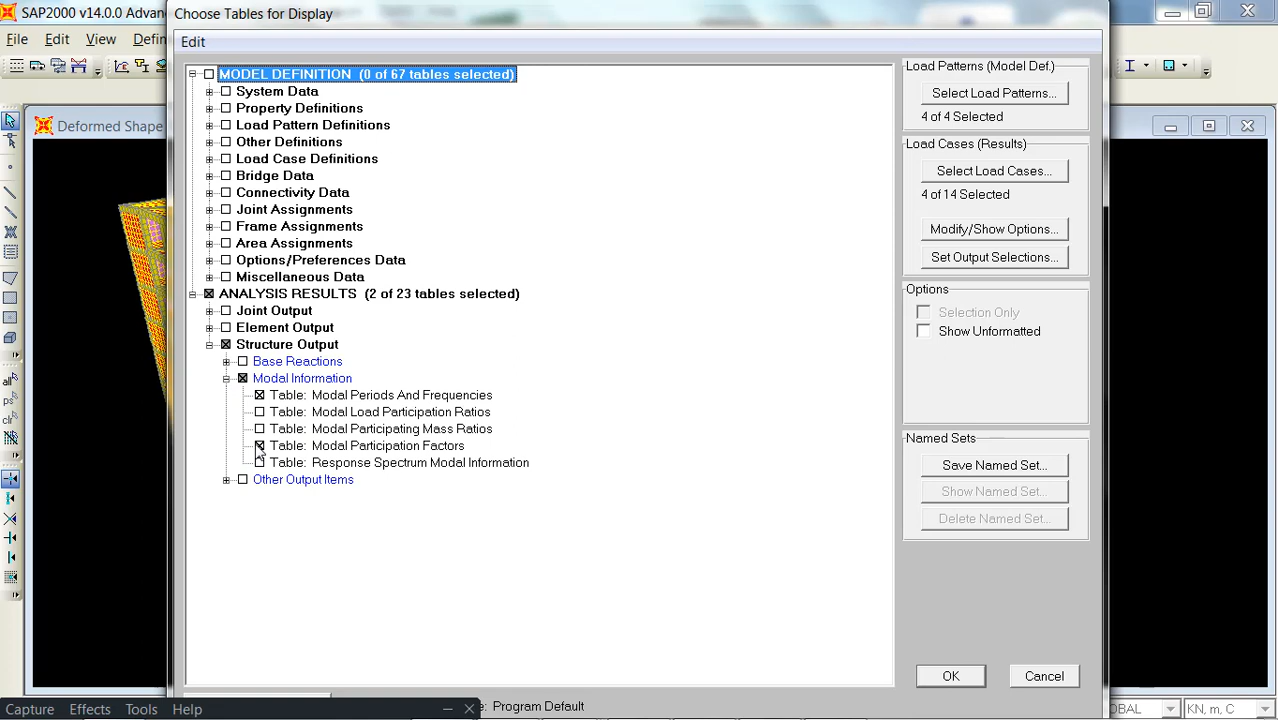 SAP2000 v14.0.0 Advan
Choose Tables for Display
File Edit View Defin
Edit
Deformed Shape
MODEL DEFINITION (0 of 67 tables selected)
System Data
Property Definitions
Load Pattern Definitions
Other Definitions
Load Case Definitions
Bridge Data
Connectivity Data
Joint Assignments
Frame Assignments
Area Assignments
Options/Preferences Data
Miscellaneous Data
ANALYSIS RESULTS (2 of 23 tables selected)
Joint Output
Element Output
Structure Output
Base Reactions
Modal Information
Table: Modal Periods And Frequencies
Table: Modal Load Participation Ratios
Table: Modal Participating Mass Ratios
Table: Modal Participation Factors
Table: Response Spectrum Modal Information
Other Output Items
Load Patterns (Model Def.)
Select Load Patterns...
4 of 4 Selected
Load Cases (Results)
Select Load Cases...
4 of 14 Selected
Modify/Show Options...
Set Output Selections...
Options
Selection Only
Show Unformatted
Named Sets
Save Named Set...
Show Named Set...
Delete Named Set...
OK Cancel
all
ps
clr
Capture Effects Tools Help
e: Program Default
OBAL
KN, m, C